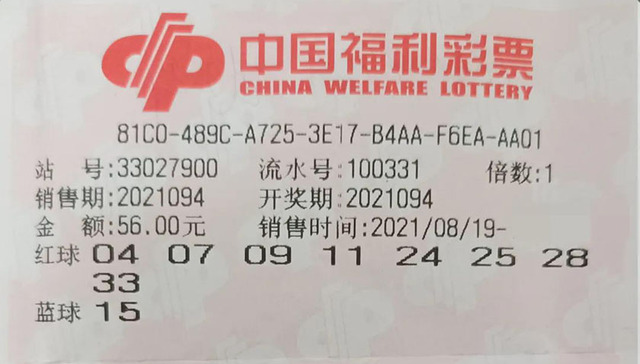 中国福利彩票
CHINA WELFARE LOTTERY
81C0-489C-A725-3E17-B4AA-F6EA-AA01
站 号:33027900 流水号:100331 倍数:1
销售期:2021094 开奖期:2021094
金 额:56.00元 销售时间:2021/08/19-
红球 04 07 09 11 24 25 28
33
蓝球 15